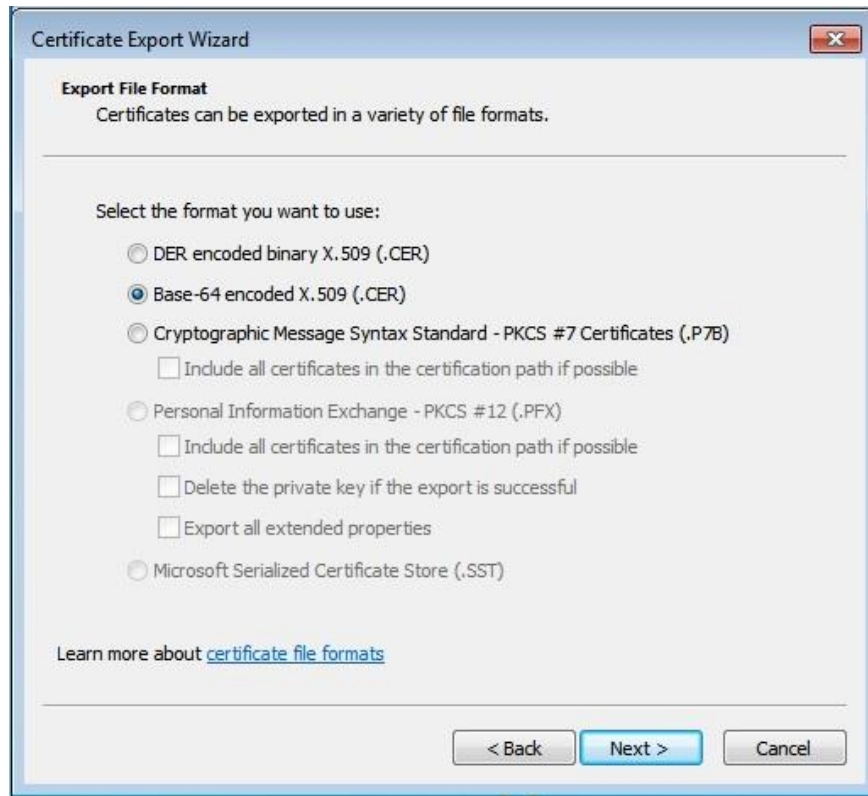 Certificate Export Wizard
Export File Format
Certificates can be exported in a variety of file formats.
Select the format you want to use:
DER encoded binary X.509 (.CER)
Base-64 encoded X.509 (.CER)
Cryptographic Message Syntax Standard - PKCS #7 Certificates (.P7B)
Include all certificates in the certification path if possible
Personal Information Exchange - PKCS #12 (.PFX)
Include all certificates in the certification path if possible
Delete the private key if the export is successful
Export all extended properties
Microsoft Serialized Certificate Store (.SST)
Learn more about certificate file formats
< Back Next > Cancel